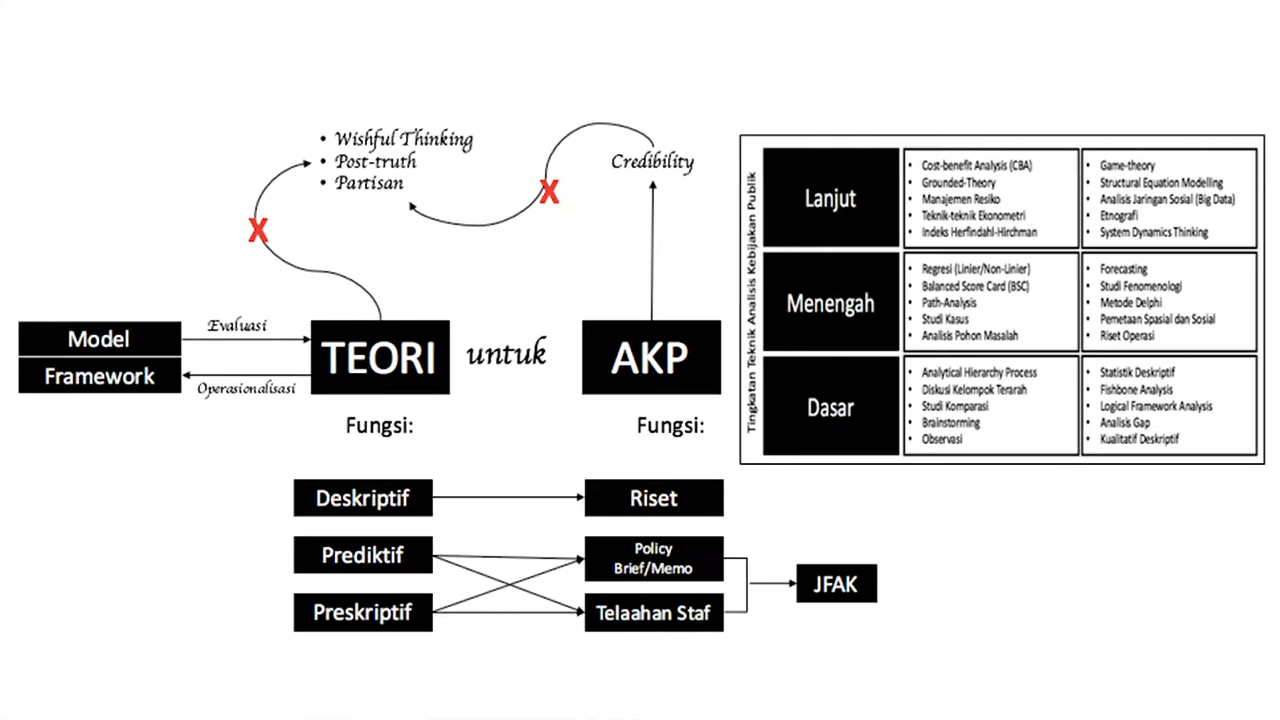 • Wishful Thinking
• Post-truth
• Partisan
X
X
Credibility
Model
Framework
Evaluasi
Operasionalisasi
TEORI
untuk
AKP
Fungsi:
Fungsi:
Deskriptif
Riset
Prediktif
Policy
Brief/Memo
Preskriptif
Telaahan Staf
JFAK
Tingkatan Teknik Analisis Kebijakan Publik
Lanjut
• Cost-benefit Analysis (CBA)
• Grounded-Theory
• Manajemen Resiko
• Teknik-teknik Ekonometri
• Indeks Herfindahl-Hirchman
• Game-theory
• Structural Equation Modelling
• Analisis Jaringan Sosial (Big Data)
• Etnografi
• System Dynamics Thinking
Menengah
• Regresi (Linier/Non-Linier)
• Balanced Score Card (BSC)
• Path-Analysis
• Studi Kasus
• Analisis Pohon Masalah
• Forecasting
• Studi Fenomenologi
• Metode Delphi
• Pemetaan Spasial dan Sosial
• Riset Operasi
Dasar
• Analytical Hierarchy Process
• Diskusi Kelompok Terarah
• Studi Komparasi
• Brainstorming
• Observasi
• Statistik Deskriptif
• Fishbone Analysis
• Logical Framework Analysis
• Analisis Gap
• Kualitatif Deskriptif